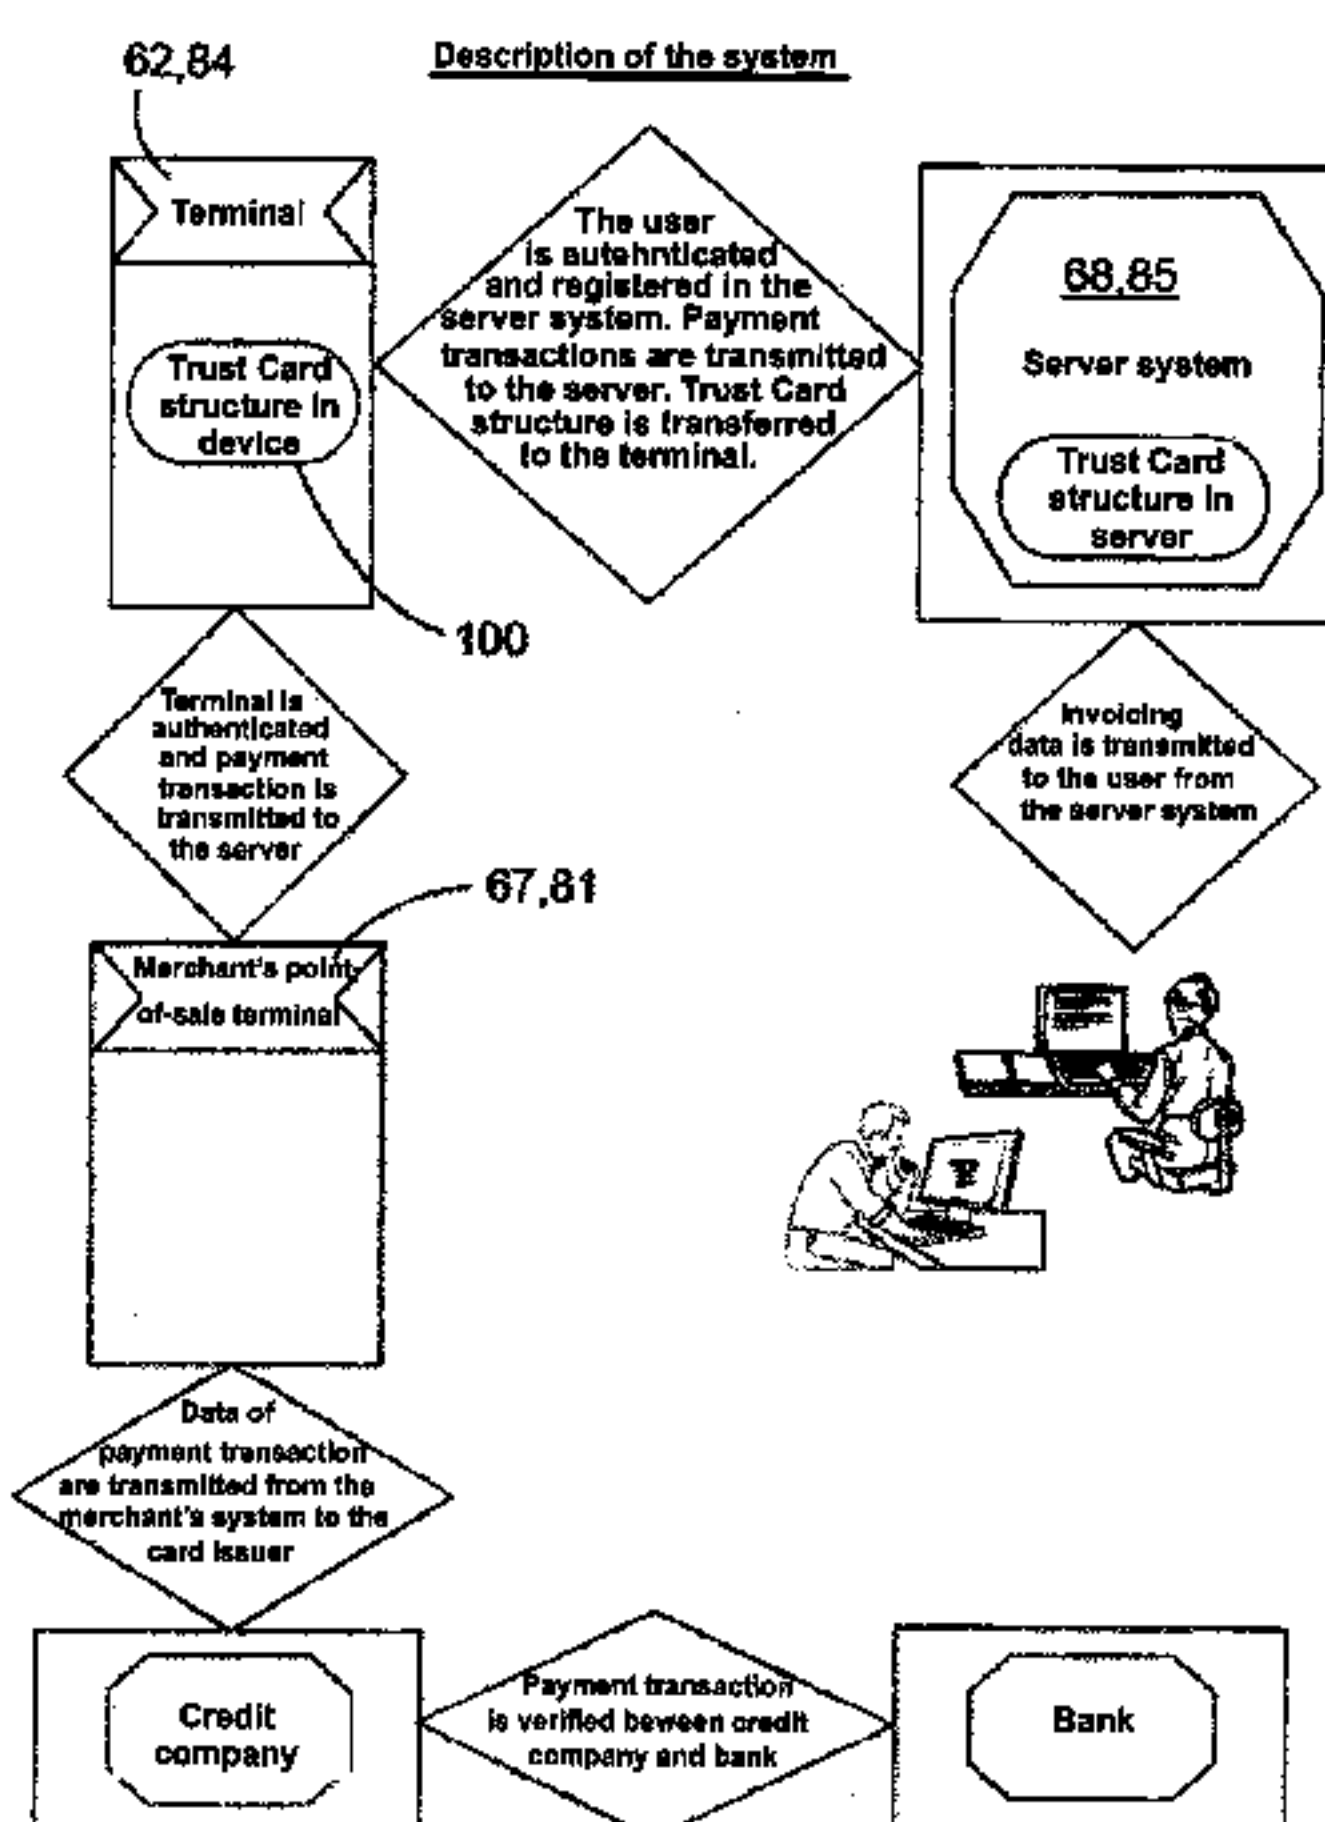 62,84
Description of the system
Terminal
Trust Card
structure in
device
100
The user
is autehnticated
and registered in the
server system. Payment
transactions are transmitted
to the server. Trust Card
structure is transferred
to the terminal.
68,85
Server system
Trust Card
structure in
server
Terminal is
authenticated
and payment
transaction is
transmitted to
the server
Invoicing
data is transmitted
to the user from
the server system
67,81
Merchant's point-
of-sale terminal
Data of
payment transaction
are transmitted from the
merchant's system to the
card issuer
Credit
company
Payment transaction
is verified beween credit
company and bank
Bank